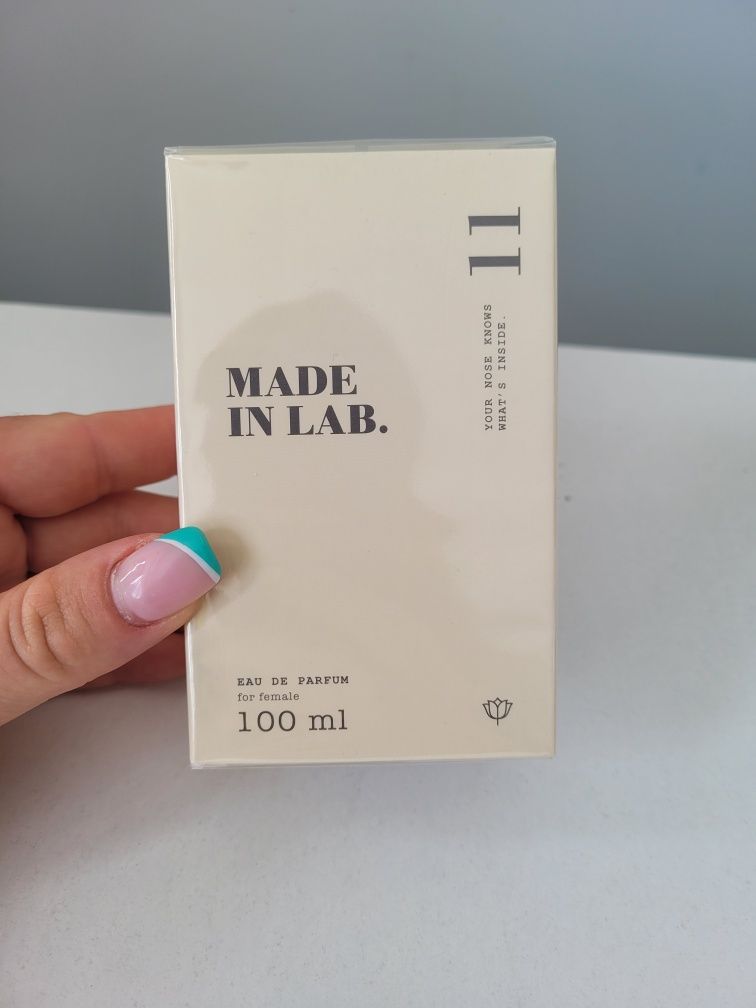 11
YOUR NOSE KNOWS
WHAT'S INSIDE.
MADE
IN LAB.
EAU DE PARFUM
for female
100 ml